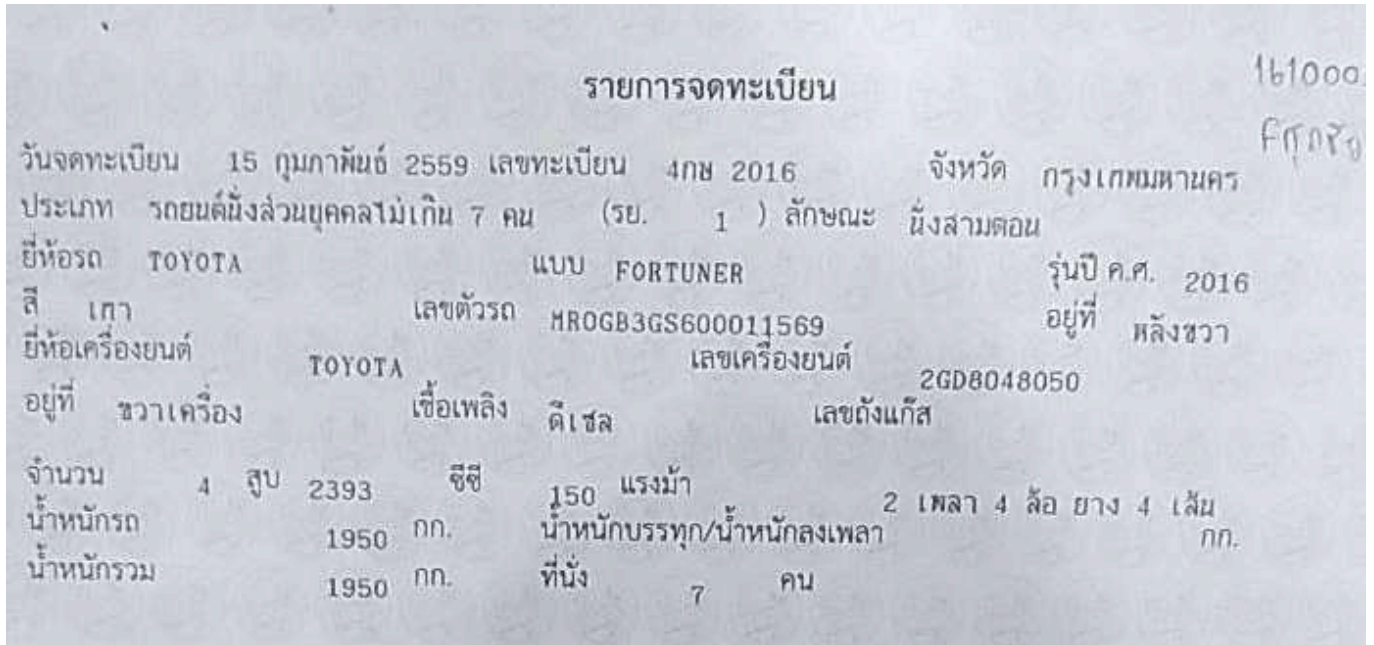 รายการจดทะเบียน
161000
วันจดทะเบียน 15 กุมภาพันธ์ 2559 เลขทะเบียน 4กษ 2016 จังหวัด กรุงเทพมหานคร
ประเภท รถยนต์นั่งส่วนบุคคลไม่เกิน 7 คน (รย. 1 ) ลักษณะ นั่งสามตอน
ยี่ห้อรถ TOYOTA แบบ FORTUNER รุ่นปี ค.ศ. 2016
สี เทา เลขตัวรถ MR0GB3GS600011569 อยู่ที่ หลังขวา
ยี่ห้อเครื่องยนต์ TOYOTA เลขเครื่องยนต์ 2GD8048050
อยู่ที่ ขวาเครื่อง เชื้อเพลิง ดีเซล เลขถังแก๊ส
จำนวน 4 สูบ 2393 ซีซี 150 แรงม้า 2 เพลา 4 ล้อ ยาง 4 เส้น
น้ำหนักรถ 1950 กก. น้ำหนักบรรทุก/น้ำหนักลงเพลา กก.
น้ำหนักรวม 1950 กก. ที่นั่ง 7 คน